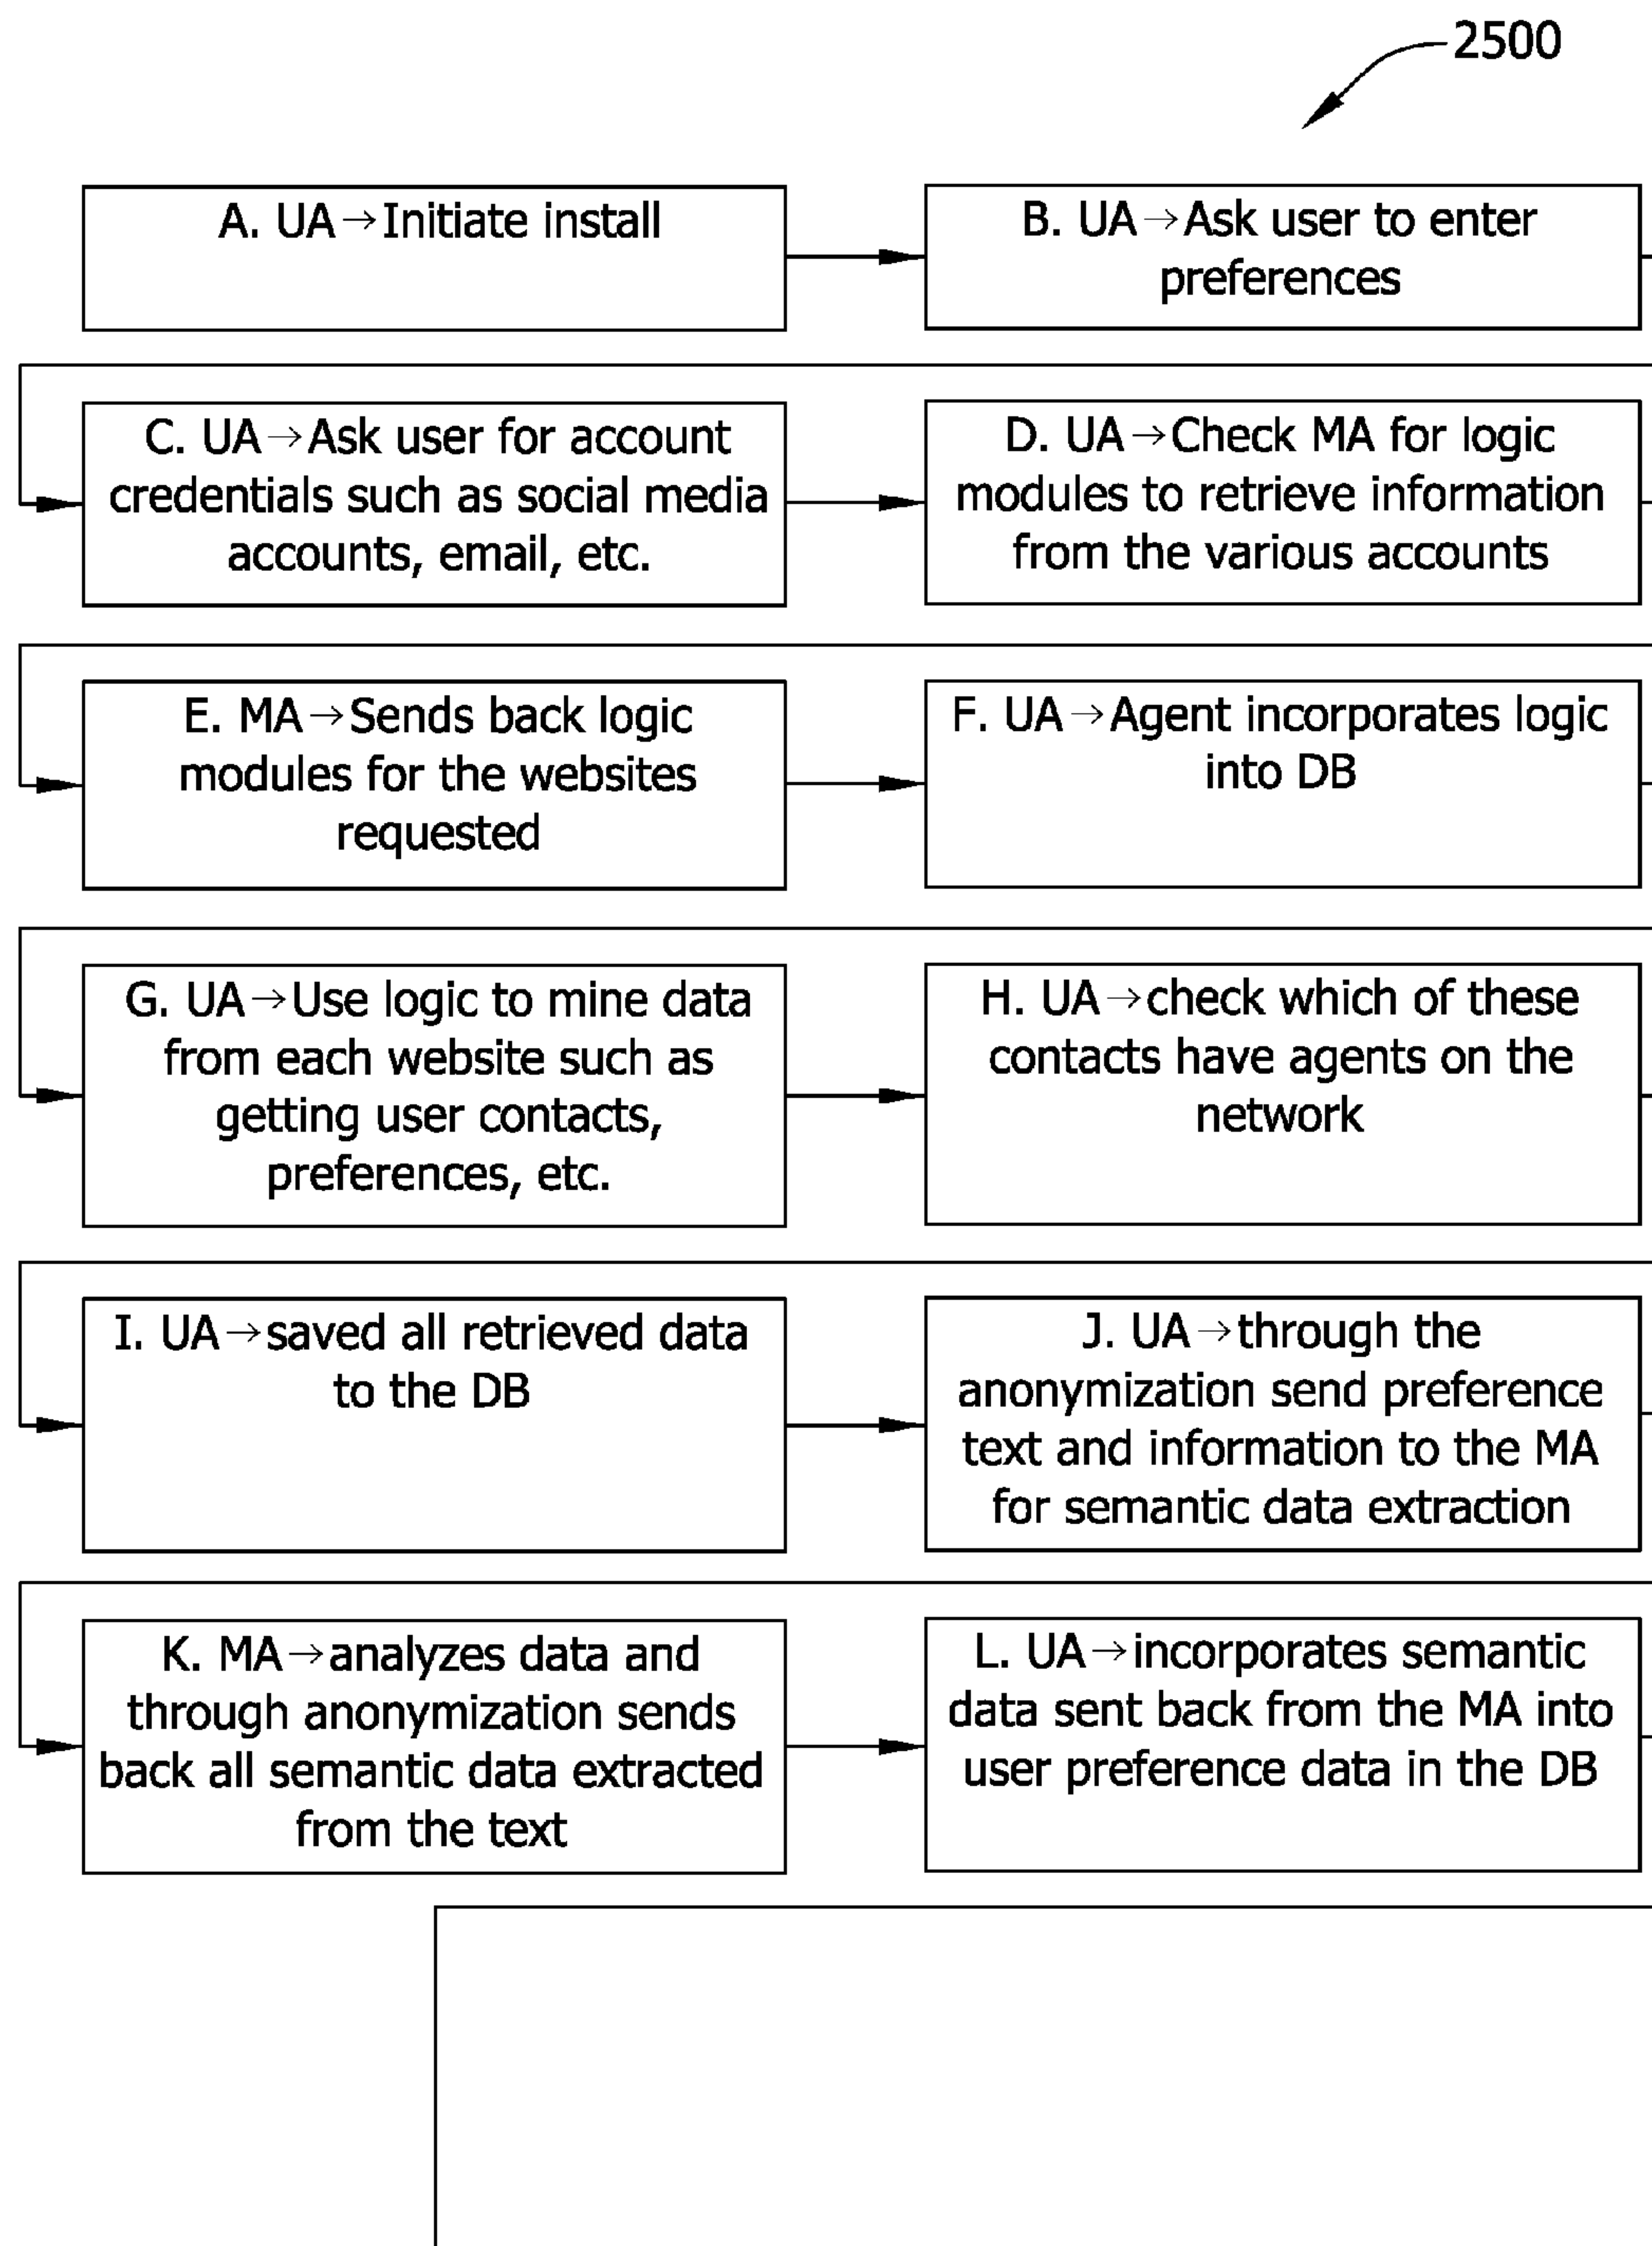 2500
A. UA→Initiate install
B. UA→Ask user to enter
preferences
C. UA→Ask user for account
credentials such as social media
accounts, email, etc.
D. UA→Check MA for logic
modules to retrieve information
from the various accounts
E. MA→Sends back logic
modules for the websites
requested
F. UA→Agent incorporates logic
into DB
G. UA→Use logic to mine data
from each website such as
getting user contacts,
preferences, etc.
H. UA→check which of these
contacts have agents on the
network
I. UA→saved all retrieved data
to the DB
J. UA→through the
anonymization send preference
text and information to the MA
for semantic data extraction
K. MA→analyzes data and
through anonymization sends
back all semantic data extracted
from the text
L. UA→incorporates semantic
data sent back from the MA into
user preference data in the DB